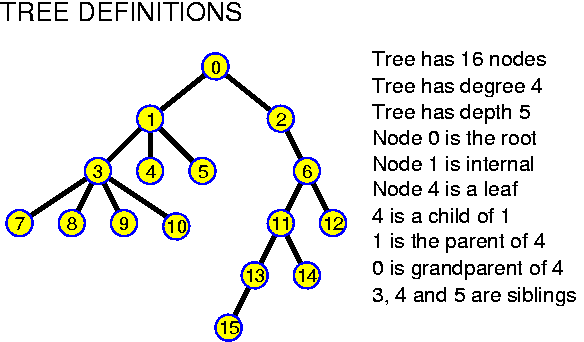 TREE DEFINITIONS
0
Tree has 16 nodes
Tree has degree 4
Tree has depth 5
1
2
Node 0 is the root
Node 1 is internal
3
4
5
6
Node 4 is a leaf
4 is a child of 1
7
8
9
10
11
12
1 is the parent of 4
0 is grandparent of 4
13
14
3, 4 and 5 are siblings
15